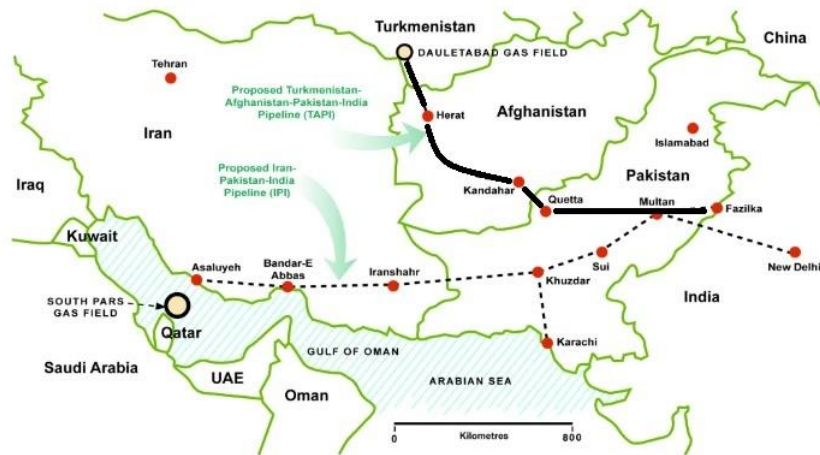 Turkmenistan
DAULETABAD GAS FIELD
China
Tehran
Proposed Turkmenistan-
Afghanistan-Pakistan-India
Pipeline (TAPI)
Herat
Afghanistan
Iran
Islamabad
Proposed Iran-
Pakistan-India
Pipeline (IPI)
Pakistan
Iraq
Kandahar
Quetta
Multan
Fazilka
Kuwait
Asaluyeh
Bandar-E
Abbas
Iranshahr
Khuzdar
Sui
New Delhi
SOUTH PARS
GAS FIELD
India
Qatar
Karachi
GULF OF OMAN
Saudi Arabia
UAE
ARABIAN SEA
Oman
0
Kilometres
800